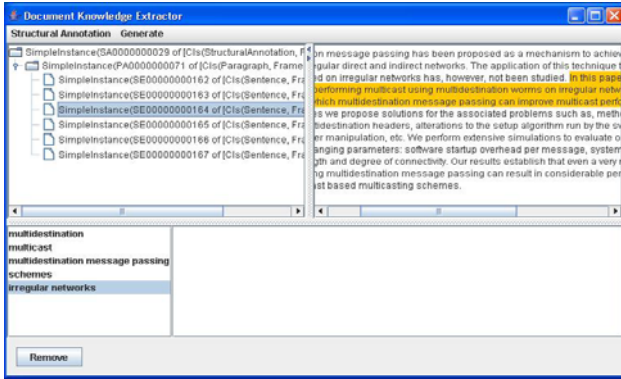 Document Knowledge Extractor
Structural Annotation Generate
SimpleInstance(SA0000000029 of [Cls(StructuralAnnotation, F
SimpleInstance(PA0000000071 of [Cls(Paragraph, Frame
SimpleInstance(SE00000000162 of [Cls(Sentence, Fra
SimpleInstance(SE00000000163 of [Cls(Sentence, Fra
SimpleInstance(SE00000000164 of [Cls(Sentence, Fra
SimpleInstance(SE00000000165 of [Cls(Sentence, Fra
SimpleInstance(SE00000000166 of [Cls(Sentence, Fra
SimpleInstance(SE00000000167 of [Cls(Sentence, Fra
on message passing has been proposed as a mechanism to achiev
gular direct and indirect networks. The application of this technique t
d on irregular networks has, however, not been studied. In this pape
performing multicast using multidestination worms on irregular netw
hich multidestination message passing can improve multicast perfo
s we propose solutions for the associated problems such as, meth
tidestination headers, alterations to the setup algorithm run by the sw
er manipulation, etc. We perform extensive simulations to evaluate o
anging parameters: software startup overhead per message, system
gth and degree of connectivity. Our results establish that even a very
ng multidestination message passing can result in considerable per
st based multicasting schemes.
multidestination
multicast
multidestination message passing
schemes
irregular networks
Remove